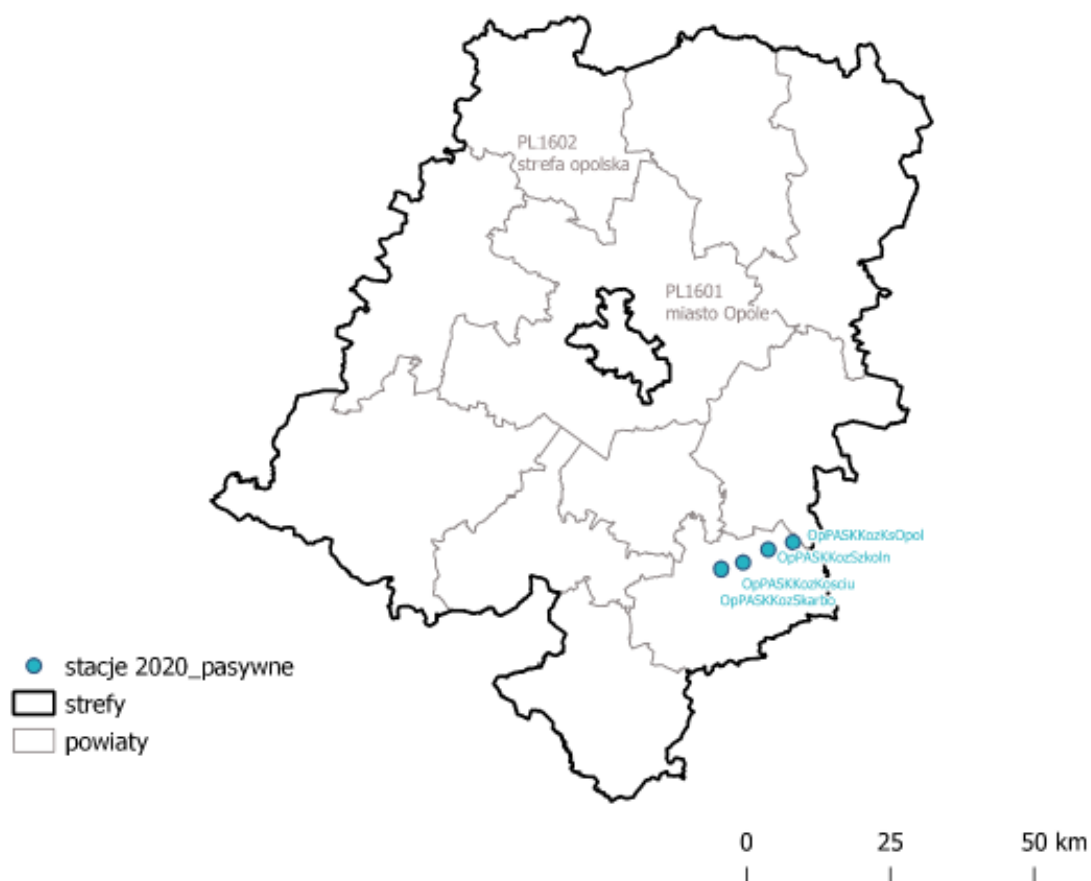 PL1602
strefa opolska
PL1601
miasto Opole
OpPASKKozKsOpol
OpPASKKozSzkoln
OpPASKKozKosciu
OpPASKKozSkarbo
stacje 2020_pasywne
strefy
powiaty
0 25 50 km